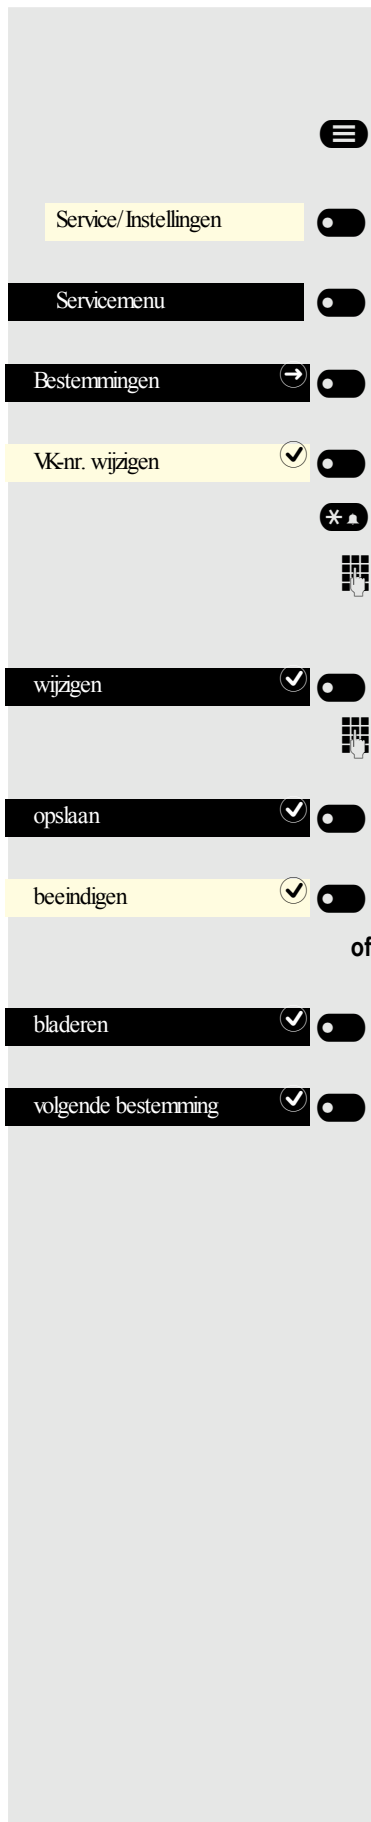 Service/Instellingen
Servicemenu
Bestemmingen
VK-nr. wijzigen
wijzigen
opslaan
beeindigen
of
bladeren
volgende bestemming